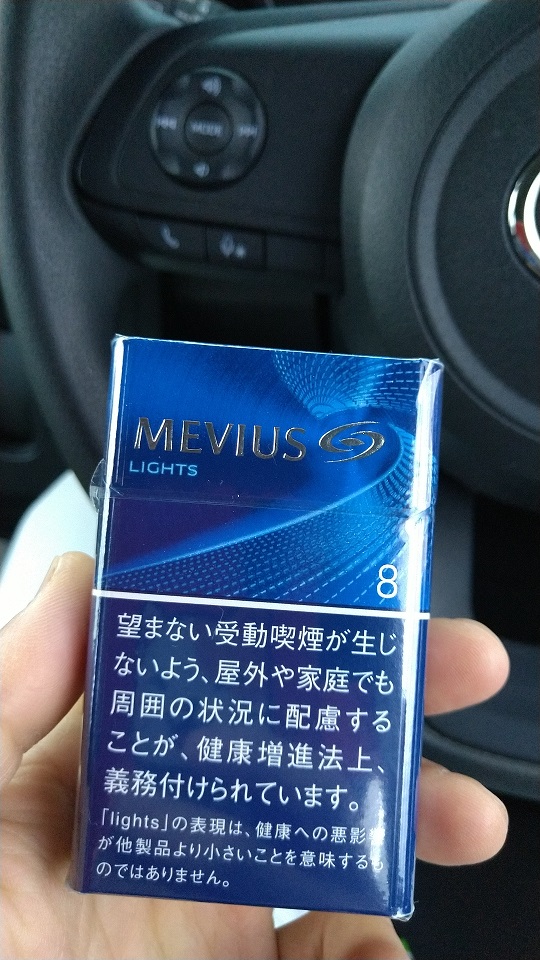 MODE
MEVIUS
LIGHTS
8
望まない受動喫煙が生じ
ないよう、屋外や家庭でも
周囲の状況に配慮する
ことが、健康増進法上、
義務付けられています。
「lights」の表現は、健康への悪影響
が他製品より小さいことを意味するも
のではありません。